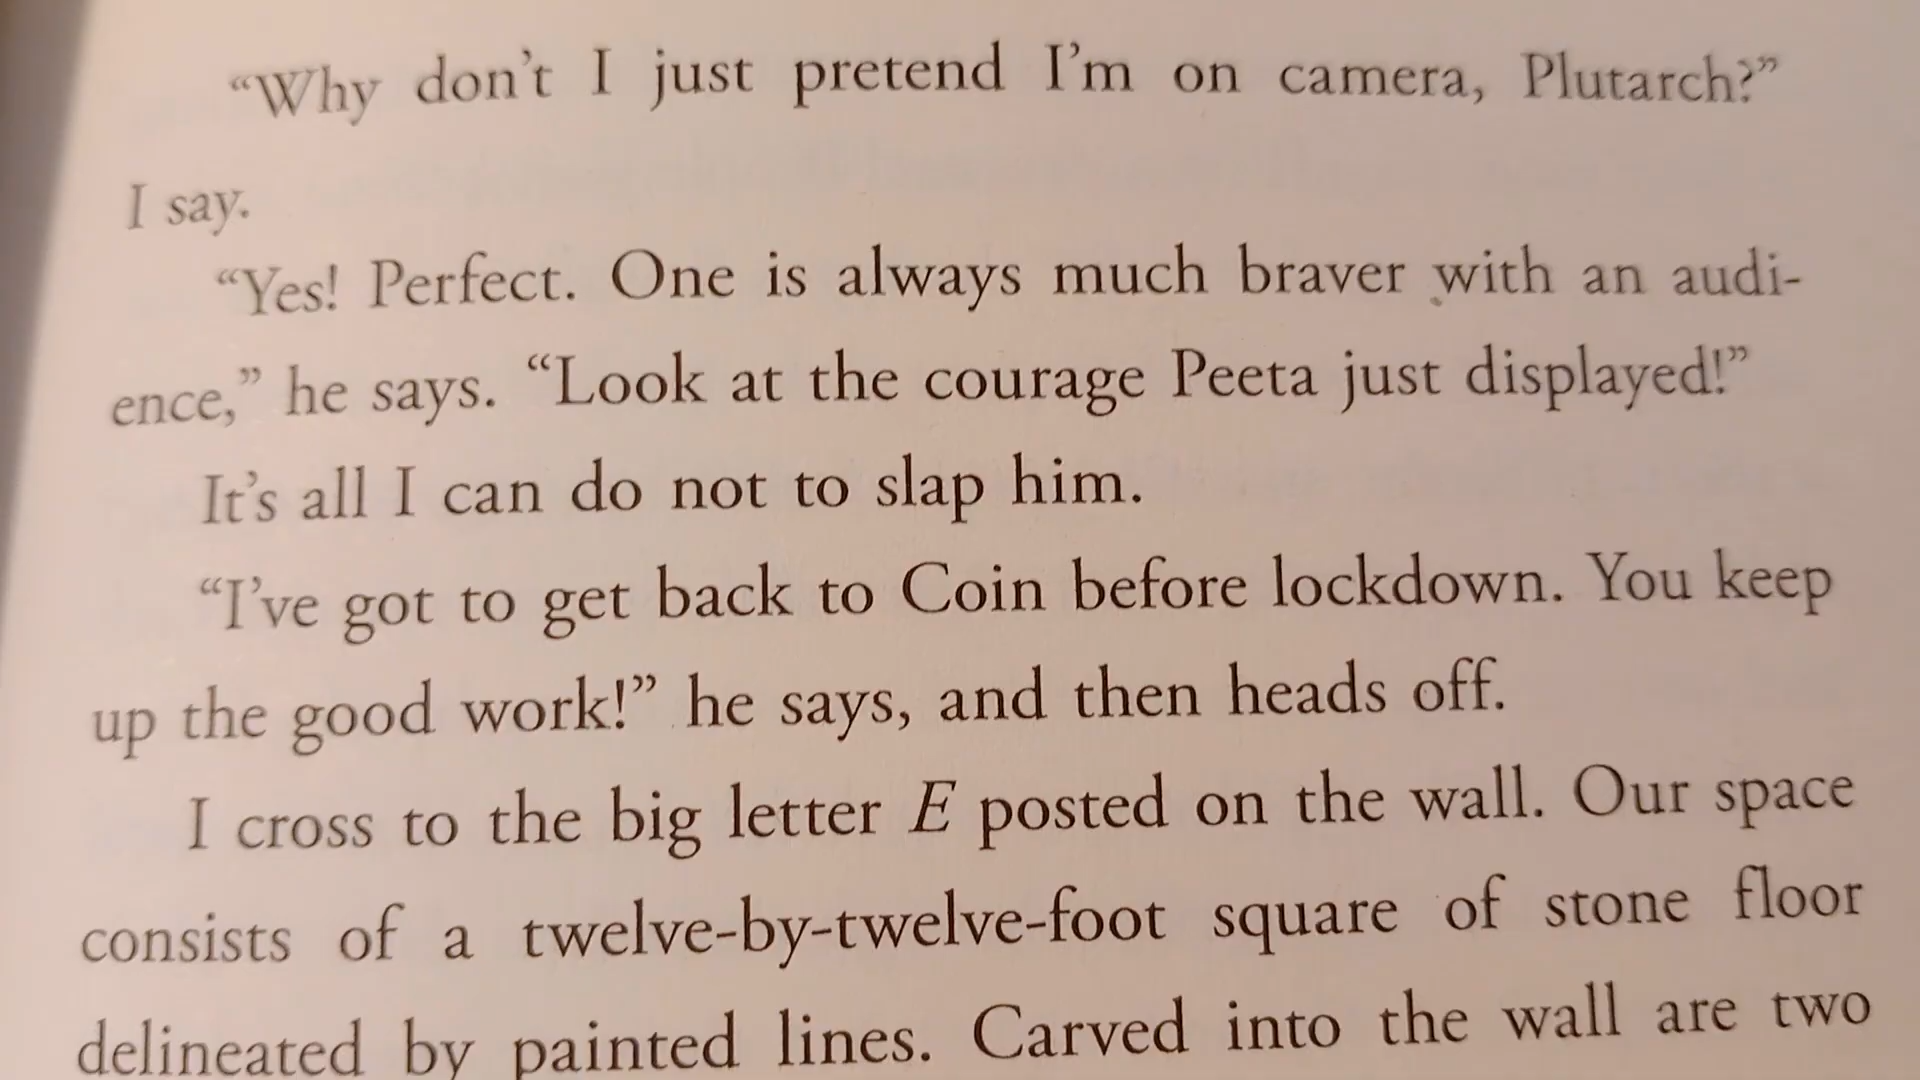 “Why don’t I just pretend I’m on camera, Plutarch?”
I say.
“Yes! Perfect. One is always much braver with an audi-
ence,” he says. “Look at the courage Peeta just displayed!”
It’s all I can do not to slap him.
“I’ve got to get back to Coin before lockdown. You keep
up the good work!” he says, and then heads off.
I cross to the big letter E posted on the wall. Our space
consists of a twelve-by-twelve-foot square of stone floor
delineated by painted lines. Carved into the wall are two